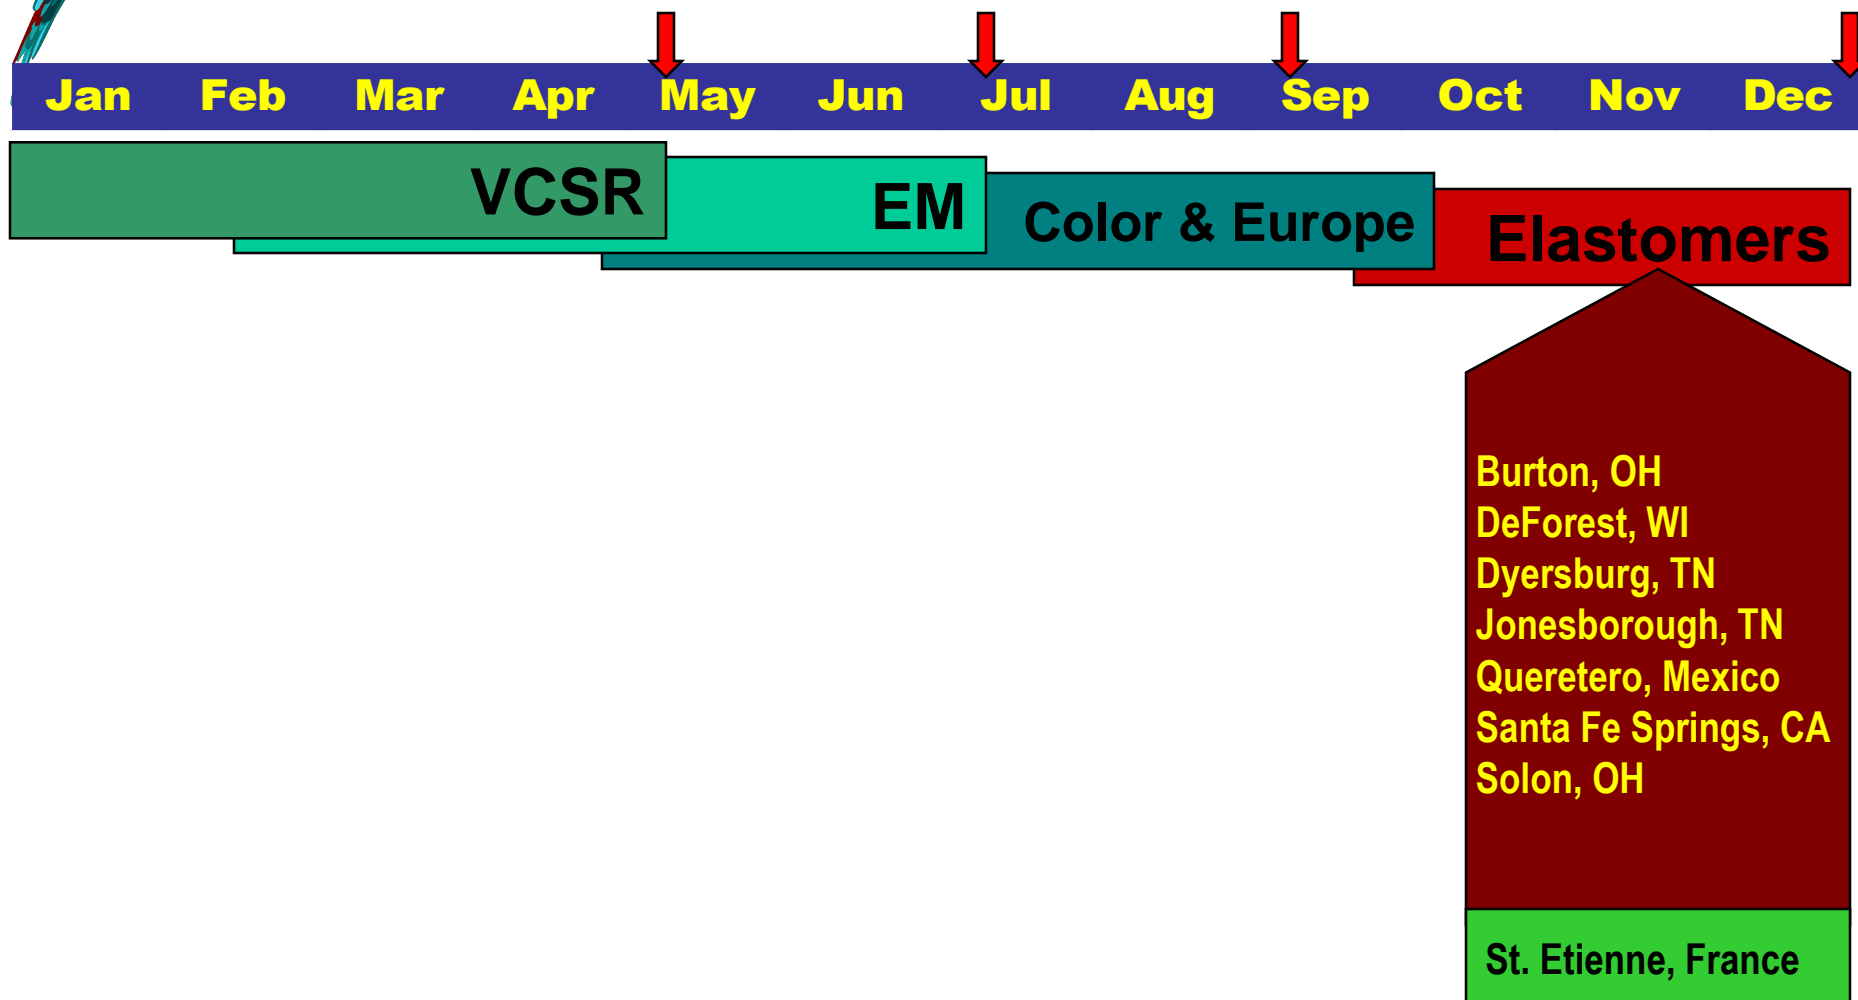 Jan Feb Mar Apr May Jun Jul Aug Sep Oct Nov Dec
VCSR
EM
Color & Europe
Elastomers
Burton, OH
DeForest, WI
Dyersburg, TN
Jonesborough, TN
Queretero, Mexico
Santa Fe Springs, CA
Solon, OH
St. Etienne, France